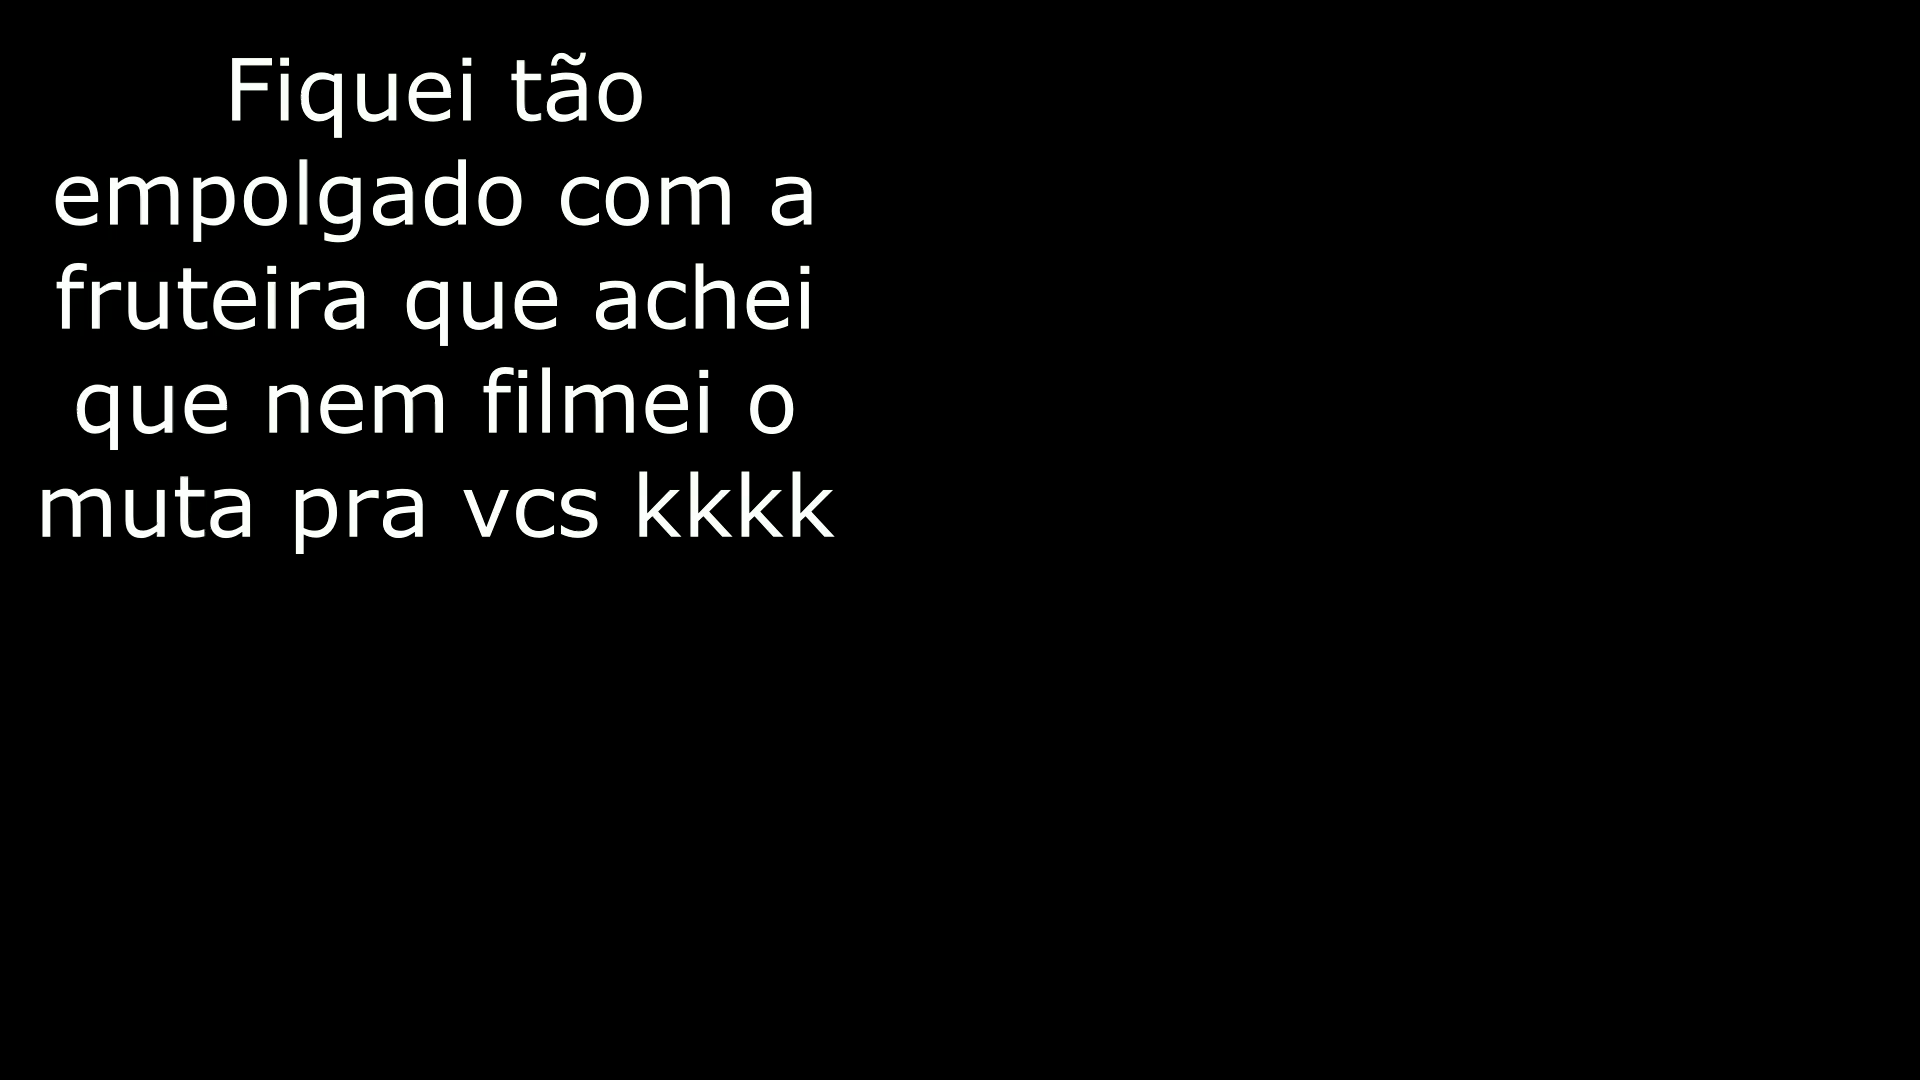 Fiquei tão
empolgado com a
fruteira que achei
que nem filmei o
muta pra vcs kkkk